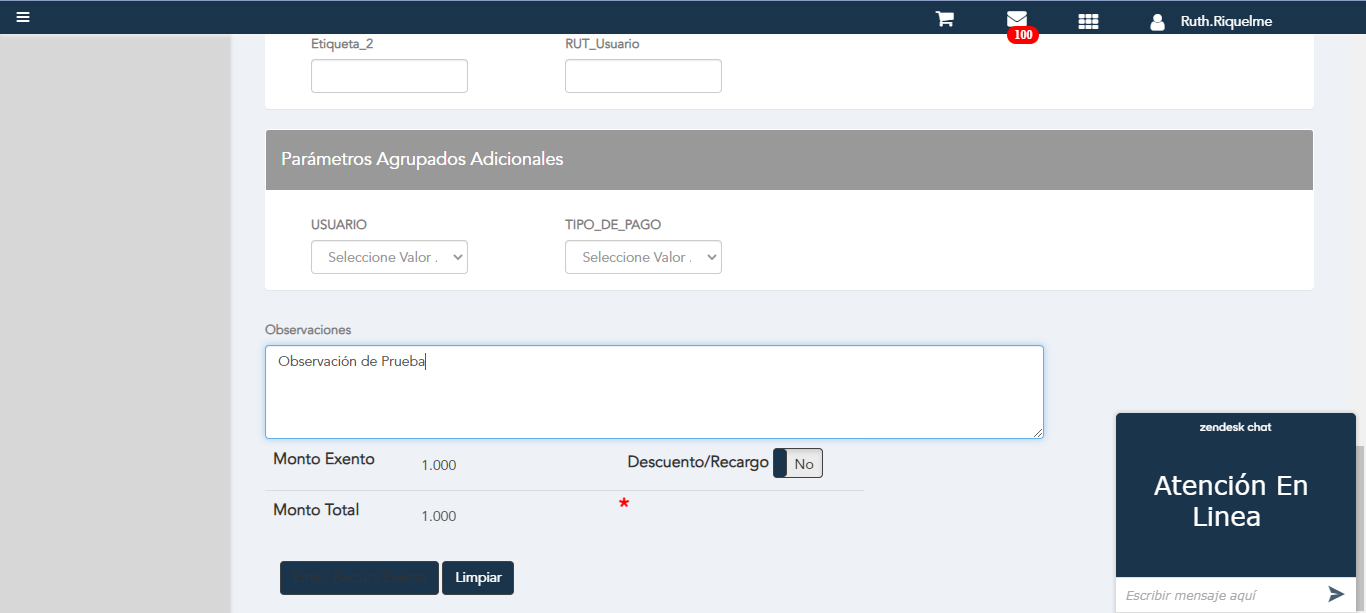 Ruth.Riquelme
100
Etiqueta_2 RUT_Usuario
Parámetros Agrupados Adicionales
USUARIO TIPO_DE_PAGO
Seleccione Valor . Seleccione Valor .
Observaciones
Observación de Prueba
Monto Exento 1.000 Descuento/Recargo No
Monto Total 1.000 *
Limpiar
zendesk chat
Atención En
Linea
Escribir mensaje aquí